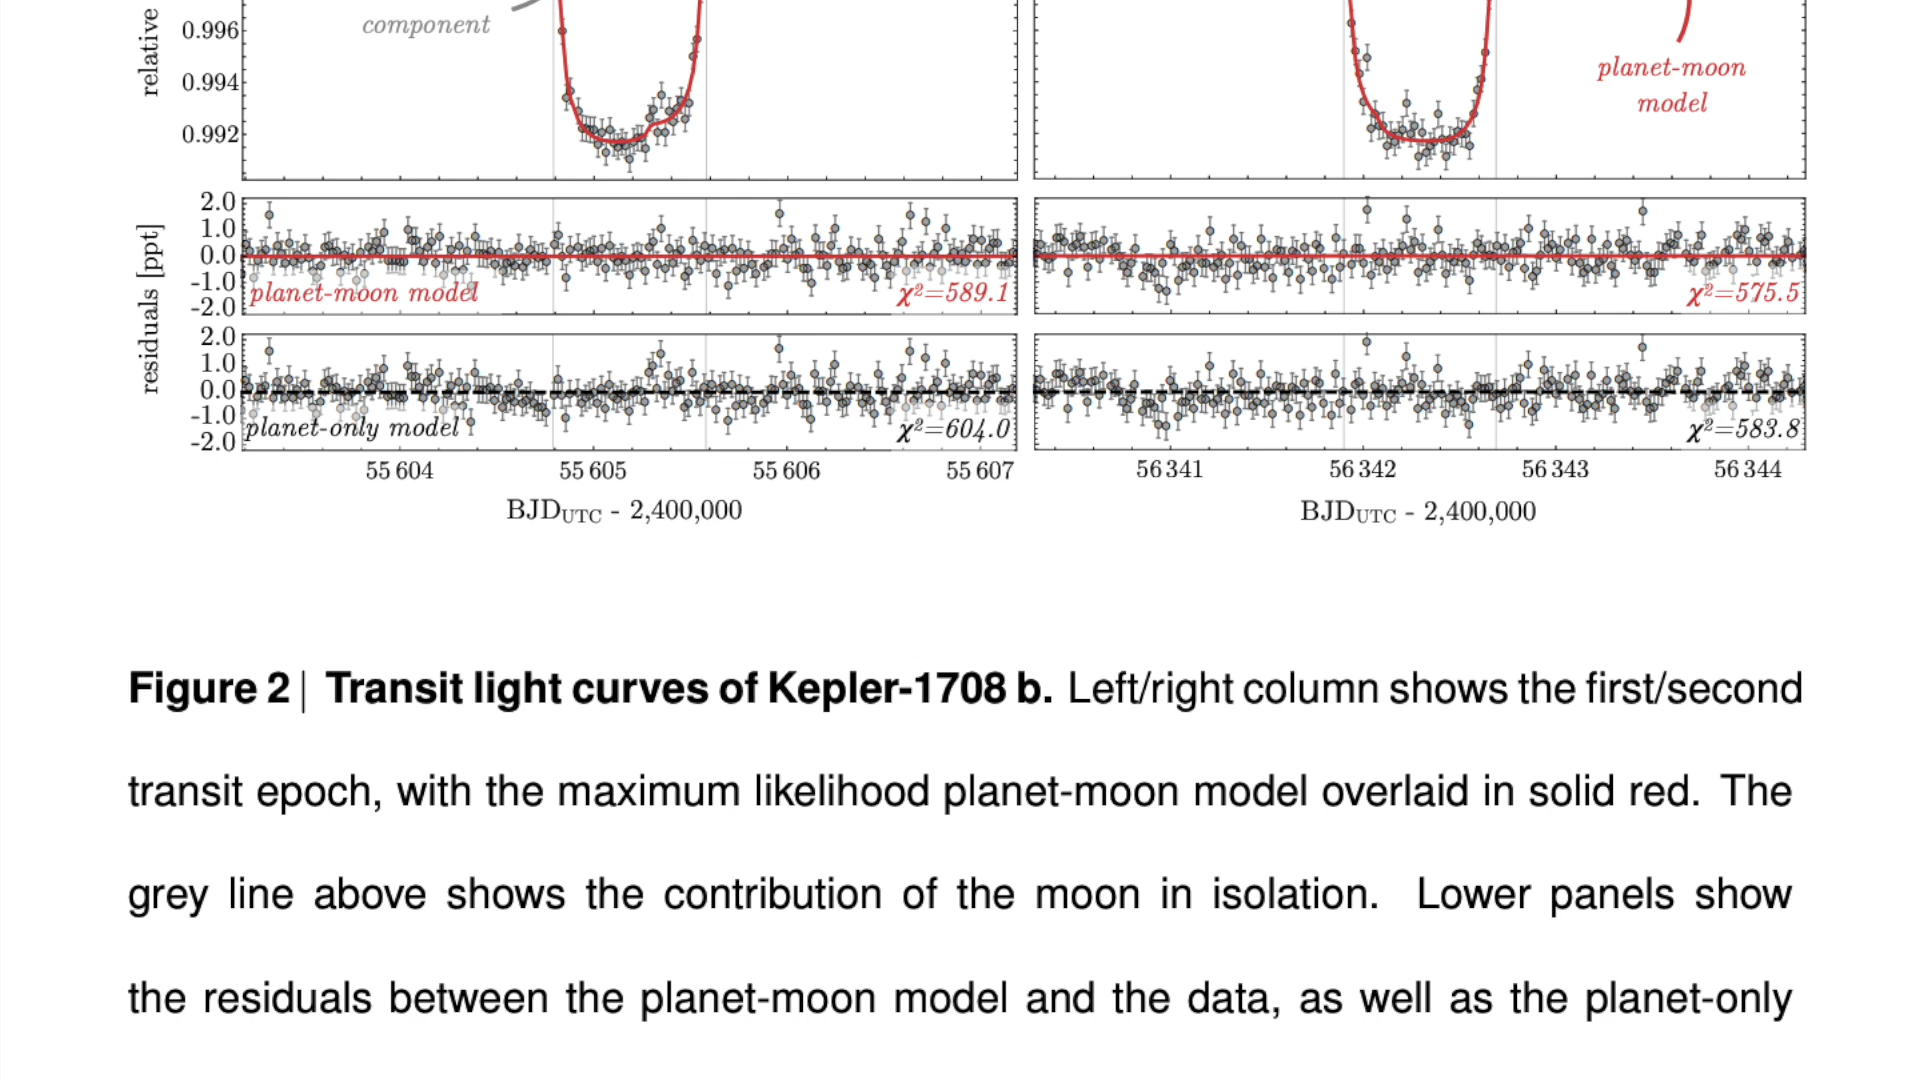 relative
component
0.996
0.994
0.992
planet-moon
model
residuals [ppt]
2.0
1.0
0.0
-1.0
-2.0
planet-moon model
χ²=589.1
χ²=575.5
2.0
1.0
0.0
-1.0
-2.0
planet-only model
χ²=604.0
χ²=583.8
55 604 55 605 55 606 55 607
56 341 56 342 56 343 56 344
BJDUTC - 2,400,000
BJDUTC - 2,400,000
Figure 2| Transit light curves of Kepler-1708 b. Left/right column shows the first/second
transit epoch, with the maximum likelihood planet-moon model overlaid in solid red. The
grey line above shows the contribution of the moon in isolation. Lower panels show
the residuals between the planet-moon model and the data, as well as the planet-only